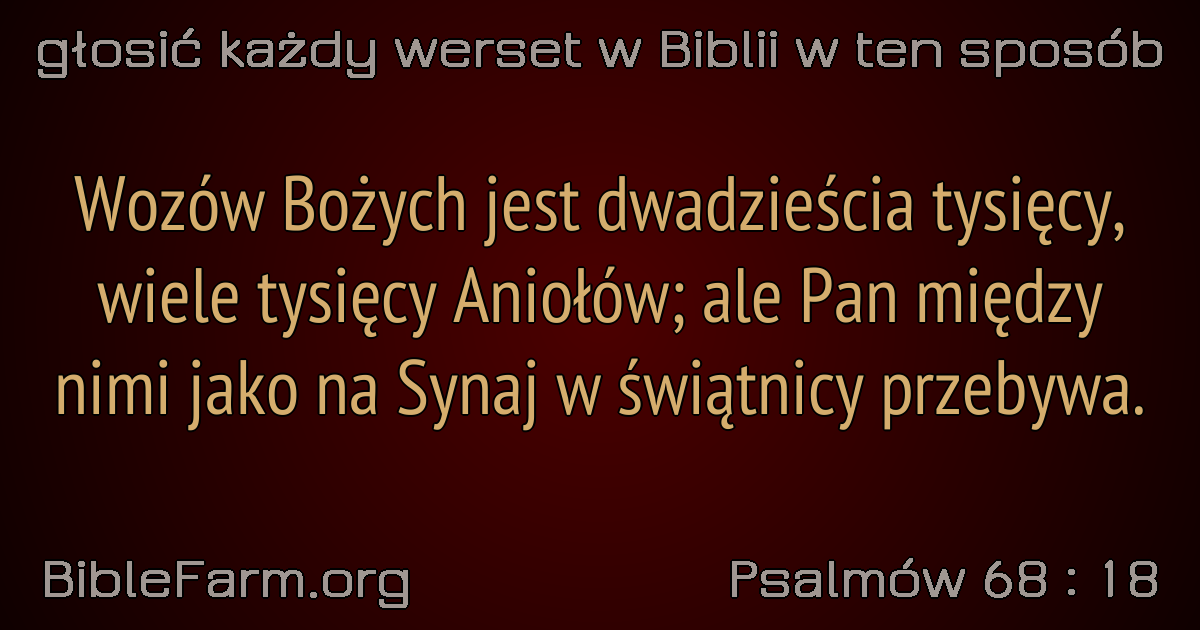 głosić każdy werset w Biblii w ten sposób
Wozów Bożych jest dwadzieścia tysięcy,
wiele tysięcy Aniołów; ale Pan między
nimi jako na Synaj w świątnicy przebywa.
BibleFarm.org
Psalmów 68 : 18